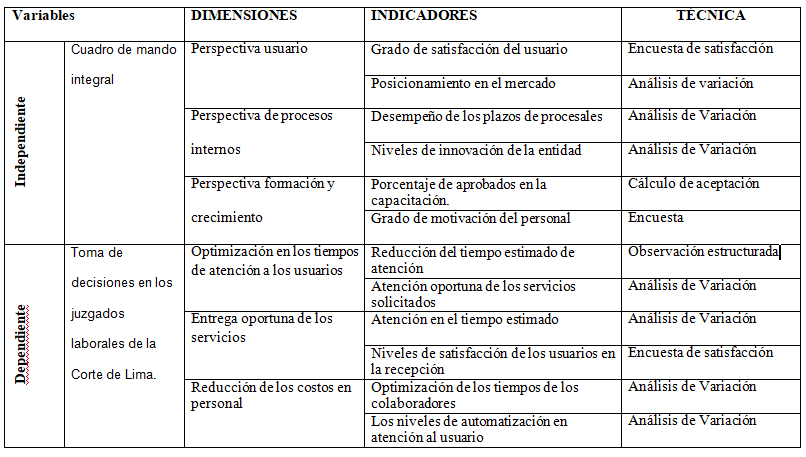 Variables DIMENSIONES INDICADORES TÉCNICA
Independiente
Cuadro de mando
integral
Perspectiva usuario
Grado de satisfacción del usuario
Encuesta de satisfacción
Posicionamiento en el mercado
Análisis de variación
Perspectiva de procesos
internos
Desempeño de los plazos de procesales
Análisis de Variación
Niveles de innovación de la entidad
Análisis de Variación
Perspectiva formación y
crecimiento
Porcentaje de aprobados en la
capacitación.
Cálculo de aceptación
Grado de motivación del personal
Encuesta
Dependiente
Toma de
decisiones en los
juzgados
laborales de la
Corte de Lima.
Optimización en los tiempos
de atención a los usuarios
Reducción del tiempo estimado de
atención
Observación estructurada
Atención oportuna de los servicios
solicitados
Análisis de Variación
Entrega oportuna de los
servicios
Atención en el tiempo estimado
Análisis de Variación
Niveles de satisfacción de los usuarios en
la recepción
Encuesta de satisfacción
Reducción de los costos en
personal
Optimización de los tiempos de los
colaboradores
Análisis de Variación
Los niveles de automatización en
atención al usuario
Análisis de Variación